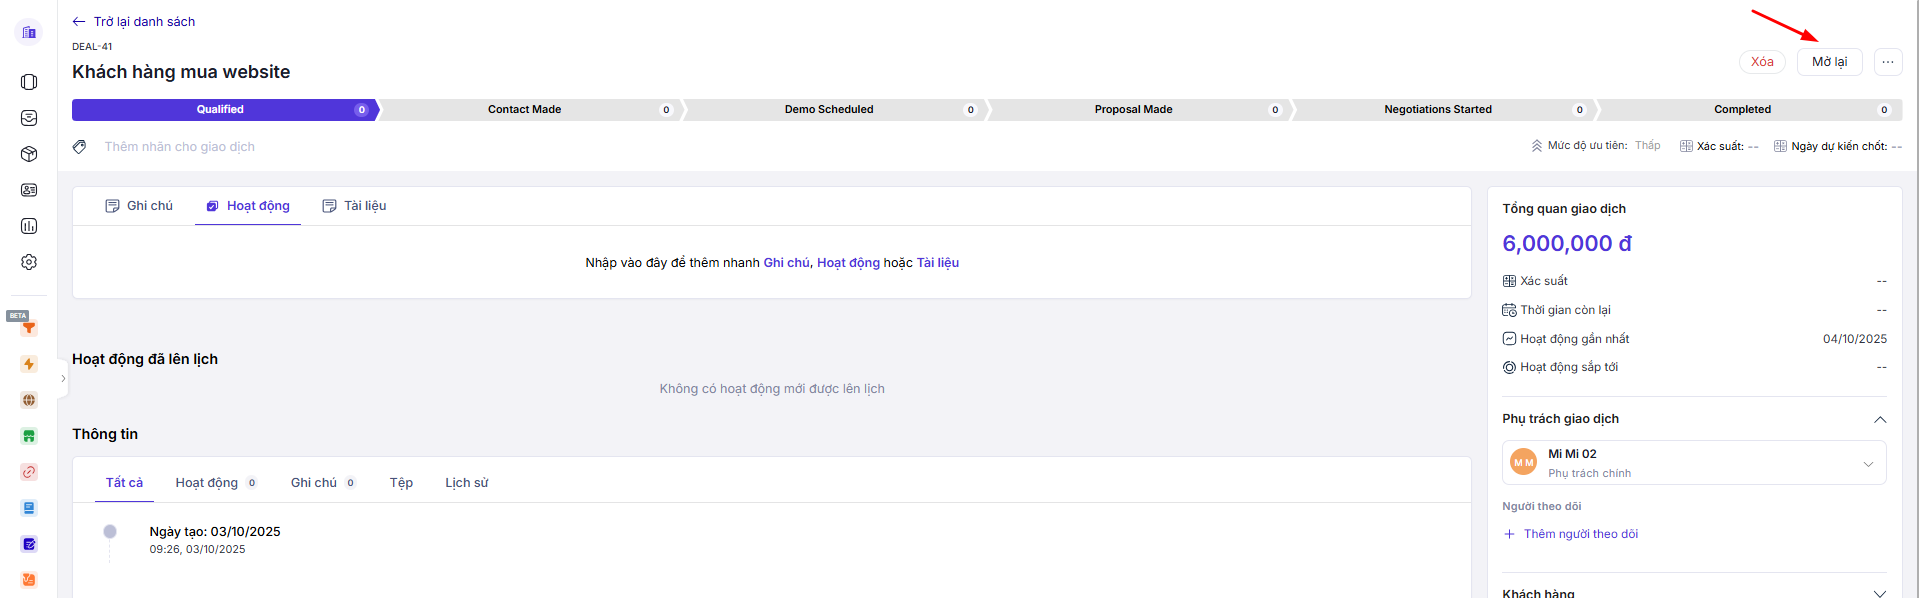 Trở lại danh sách
DEAL-41
Khách hàng mua website
Xóa
Mở lại
Qualified 0
Contact Made 0
Demo Scheduled 0
Proposal Made 0
Negotiations Started 0
Completed 0
Thêm nhãn cho giao dịch
Mức độ ưu tiên: Thấp
Xác suất: --
Ngày dự kiến chốt: --
Ghi chú
Hoạt động
Tài liệu
Nhập vào đây để thêm nhanh Ghi chú, Hoạt động hoặc Tài liệu
Hoạt động đã lên lịch
Không có hoạt động mới được lên lịch
Thông tin
Tất cả
Hoạt động 0
Ghi chú 0
Tệp
Lịch sử
Ngày tạo: 03/10/2025
09:26, 03/10/2025
Tổng quan giao dịch
6,000,000 đ
Xác suất --
Thời gian còn lại --
Hoạt động gần nhất 04/10/2025
Hoạt động sắp tới --
Phụ trách giao dịch
M M
Mi Mi 02
Phụ trách chính
Người theo dõi
Thêm người theo dõi
Khách hàng
BETA